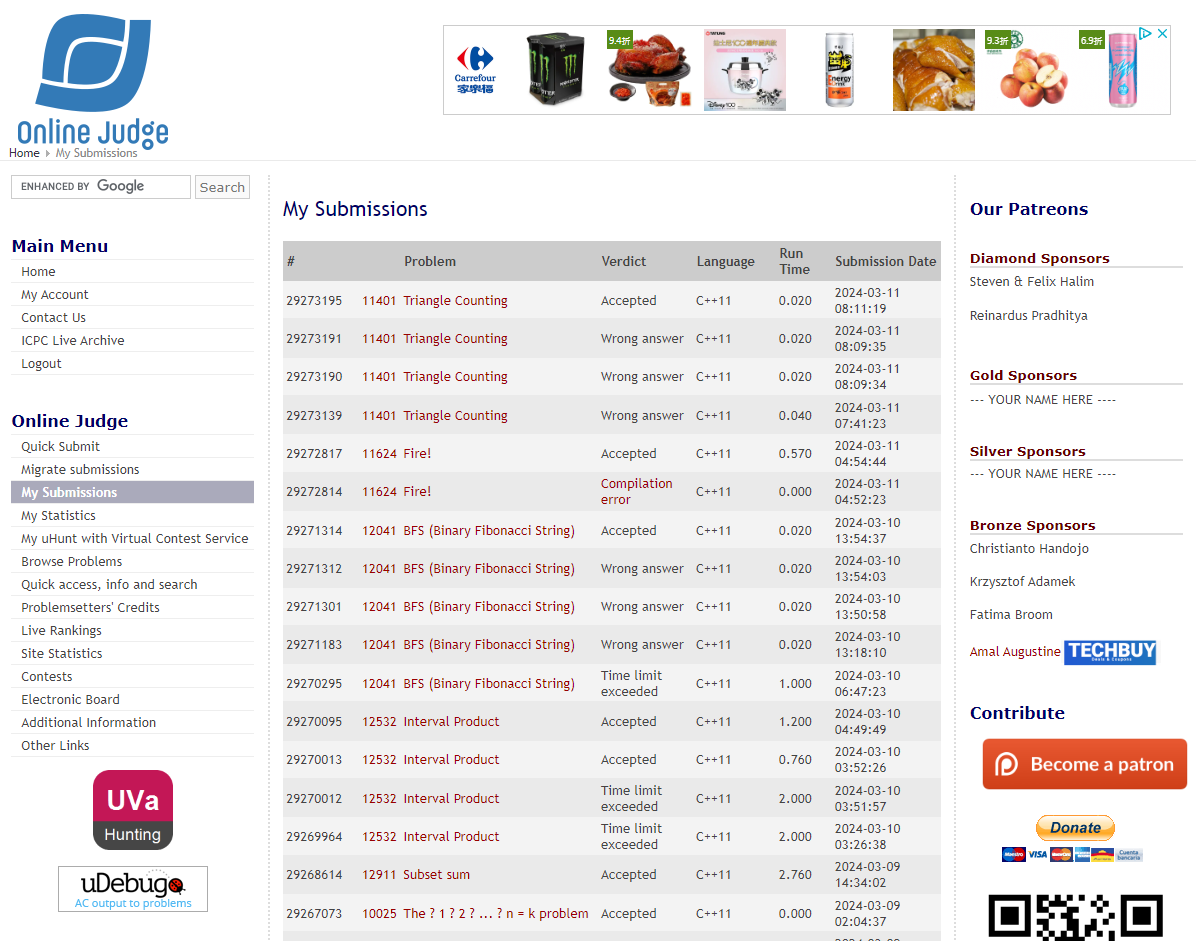 Online Judge
Home My Submissions
Carrefour
家樂福
MONSTER
9.4折
Disney 100
Energy
9.3折
6.9折
ENHANCED BY Google
Search
Main Menu
Home
My Account
Contact Us
ICPC Live Archive
Logout
Online Judge
Quick Submit
Migrate submissions
My Submissions
My Statistics
My uHunt with Virtual Contest Service
Browse Problems
Quick access, info and search
Problemsetters' Credits
Live Rankings
Site Statistics
Contests
Electronic Board
Additional Information
Other Links
UVa
Hunting
uDebug
AC output to problems
My Submissions
# Problem Verdict Language Run Time Submission Date
29273195 11401 Triangle Counting Accepted C++11 0.020 2024-03-11 08:11:19
29273191 11401 Triangle Counting Wrong answer C++11 0.020 2024-03-11 08:09:35
29273190 11401 Triangle Counting Wrong answer C++11 0.020 2024-03-11 08:09:34
29273139 11401 Triangle Counting Wrong answer C++11 0.040 2024-03-11 07:41:23
29272817 11624 Fire! Accepted C++11 0.570 2024-03-11 04:54:44
29272814 11624 Fire! Compilation error C++11 0.000 2024-03-11 04:52:23
29271314 12041 BFS (Binary Fibonacci String) Accepted C++11 0.020 2024-03-10 13:54:37
29271312 12041 BFS (Binary Fibonacci String) Wrong answer C++11 0.020 2024-03-10 13:54:03
29271301 12041 BFS (Binary Fibonacci String) Wrong answer C++11 0.020 2024-03-10 13:50:58
29271183 12041 BFS (Binary Fibonacci String) Wrong answer C++11 0.020 2024-03-10 13:18:10
29270295 12041 BFS (Binary Fibonacci String) Time limit exceeded C++11 1.000 2024-03-10 06:47:23
29270095 12532 Interval Product Accepted C++11 1.200 2024-03-10 04:49:49
29270013 12532 Interval Product Accepted C++11 0.760 2024-03-10 03:52:26
29270012 12532 Interval Product Time limit exceeded C++11 2.000 2024-03-10 03:51:57
29269964 12532 Interval Product Time limit exceeded C++11 2.000 2024-03-10 03:26:38
29268614 12911 Subset sum Accepted C++11 2.760 2024-03-09 14:34:02
29267073 10025 The ? 1 ? 2 ? ... ? n = k problem Accepted C++11 0.000 2024-03-09 02:04:37
Our Patreons
Diamond Sponsors
Steven & Felix Halim
Reinardus Pradhitya
Gold Sponsors
--- YOUR NAME HERE ----
Silver Sponsors
--- YOUR NAME HERE ----
Bronze Sponsors
Christianto Handojo
Krzysztof Adamek
Fatima Broom
Amal Augustine TECHBUY
Deals & Coupons
Contribute
Become a patron
Donate
Maestro VISA
Cuenta bancaria